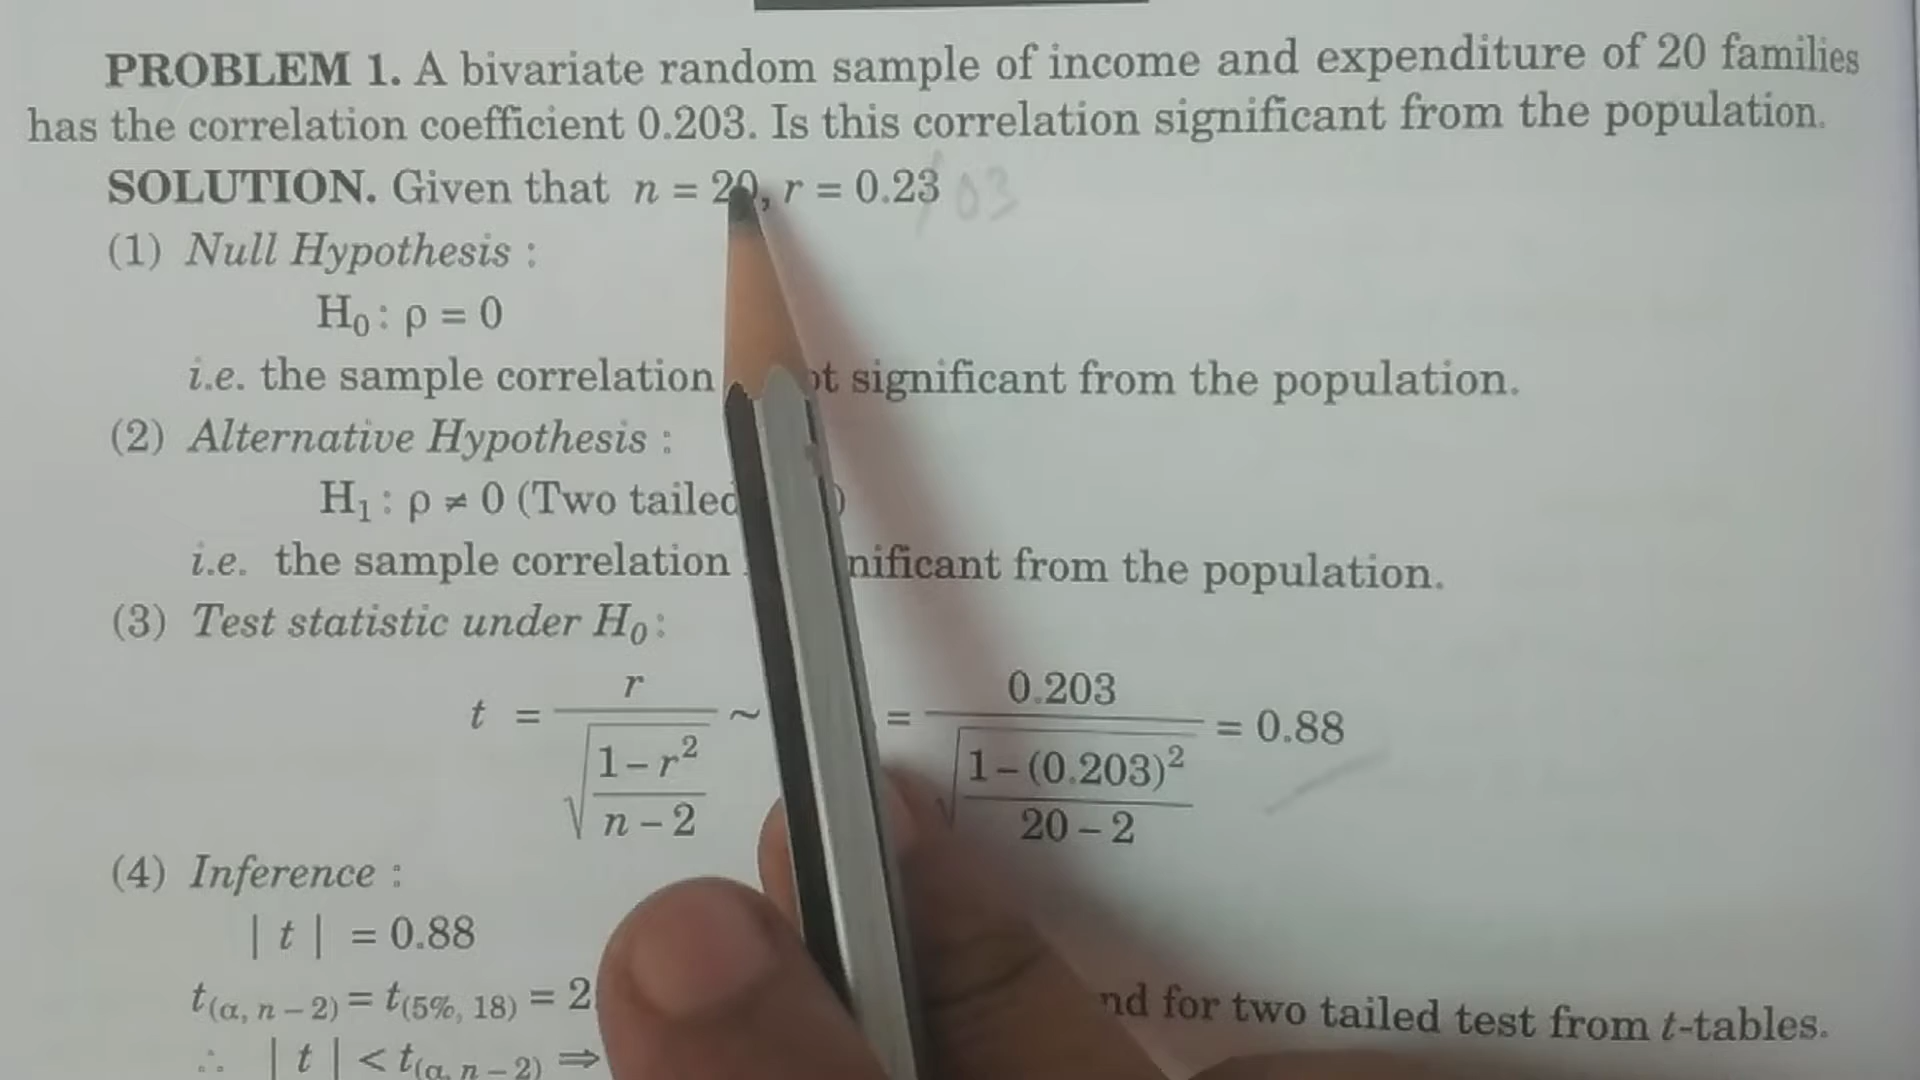 PROBLEM 1. A bivariate random sample of income and expenditure of 20 families
has the correlation coefficient 0.203. Is this correlation significant from the population.
SOLUTION. Given that n = 20, r = 0.23 03
(1) Null Hypothesis :
H₀ : ρ = 0
i.e. the sample correlation significant from the population.
(2) Alternative Hypothesis :
H₁ : ρ ≠ 0 (Two tailed
i.e. the sample correlation from the population.
(3) Test statistic under H₀ :
t = r / √((1 – r²)/(n – 2)) ~ = 0.203 / √((1 – (0.203)²)/(20 – 2)) = 0.88
(4) Inference :
| t | = 0.88
t(α, n – 2) = t(5%, 18) = 2 for two tailed test from t-tables.
∴ | t | < t(α, n – 2) ⇒